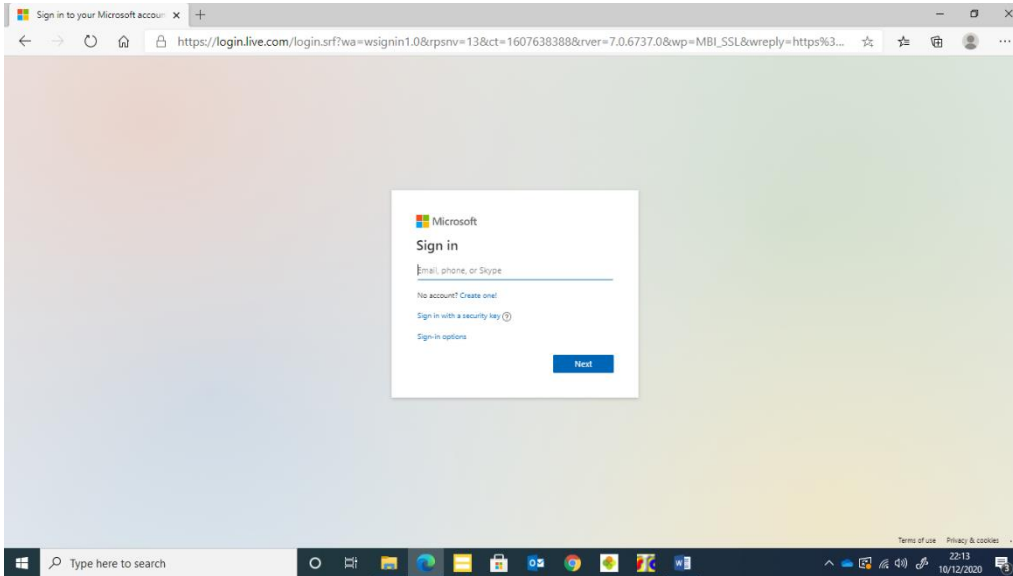 Sign in to your Microsoft accoun
https://login.live.com/login.srf?wa=wsignin1.0&rpsnv=13&ct=1607638388&rver=7.0.6737.0&wp=MBI_SSL&wreply=https%3...
Microsoft
Sign in
Email, phone, or Skype
No account? Create one!
Sign in with a security key
Sign-in options
Next
Terms of use Privacy & cookies
Type here to search
22:13
10/12/2020
3